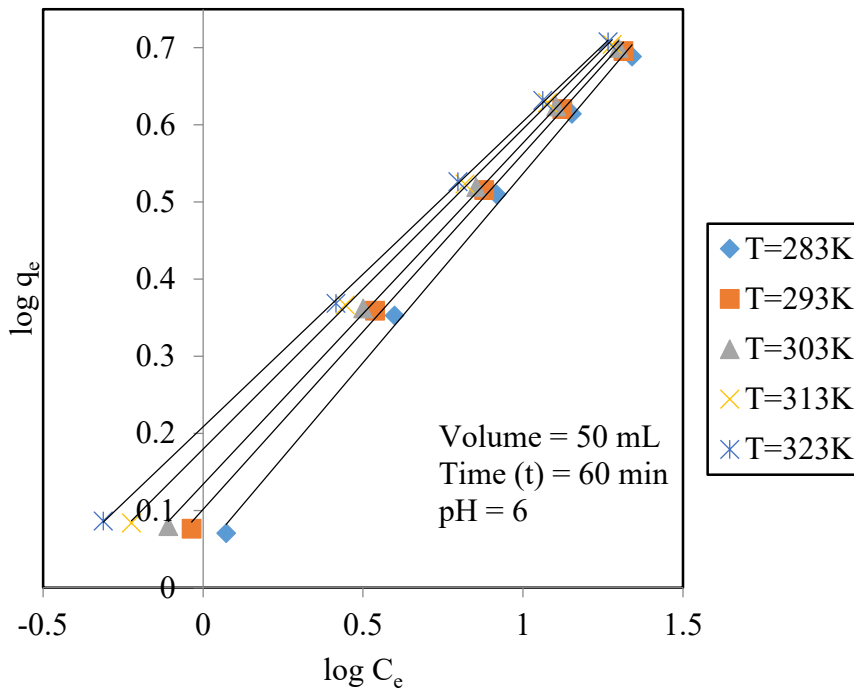 0.7
0.6
0.5
0.4
0.3
0.2
0.1
0
-0.5 0 0.5 1 1.5
log qe
log Ce
Volume = 50 mL
Time (t) = 60 min
pH = 6
T=283K
T=293K
T=303K
T=313K
T=323K